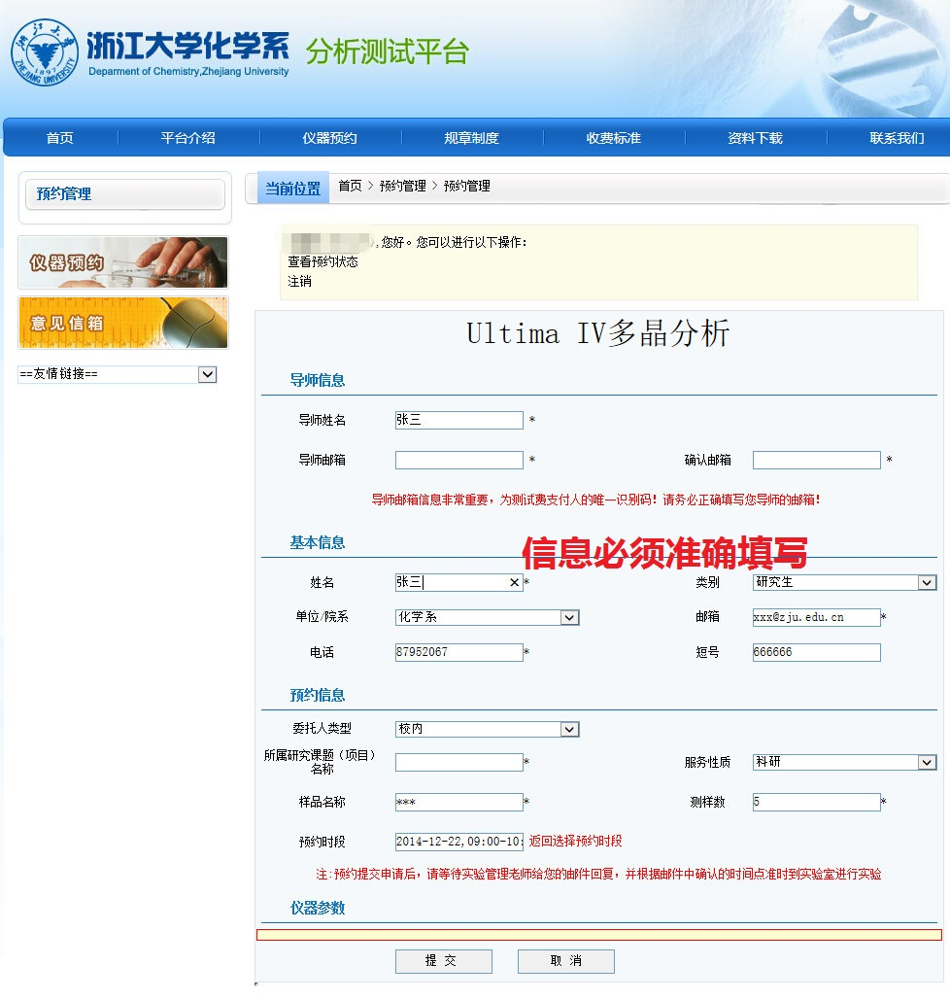 浙江大学化学系 分析测试平台
Deparment of Chemistry,Zhejiang University
浙江大学
1897
ZHEJIANG UNIVERSITY
首页 平台介绍 仪器预约 规章制度 收费标准 资料下载 联系我们
预约管理
当前位置 首页 > 预约管理 > 预约管理
仪器预约
意见信箱
==友情链接==
),您好。您可以进行以下操作：
查看预约状态
注销
Ultima IV多晶分析
导师信息
导师姓名 张三 *
导师邮箱 * 确认邮箱 *
导师邮箱信息非常重要，为测试费支付人的唯一识别码！请务必正确填写您导师的邮箱！
基本信息
信息必须准确填写
姓名 张三 * 类别 研究生
单位/院系 化学系 邮箱 xxx@zju.edu.cn *
电话 87952067 * 短号 666666
预约信息
委托人类型 校内
所属研究课题（项目）
名称 * 服务性质 科研
样品名称 *** * 测样数 5 *
预约时段 2014-12-22,09:00-10: 返回选择预约时段
注:预约提交申请后，请等待实验管理老师给您的邮件回复，并根据邮件中确认的时间点准时到实验室进行实验
仪器参数
提 交 取 消